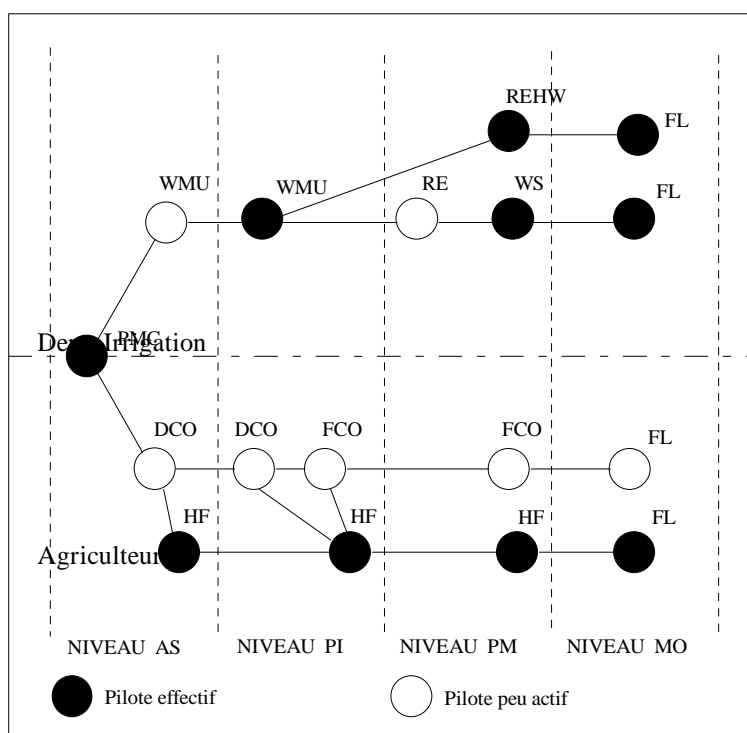 REHW
FL
WMU
WMU
RE
WS
FL
PMC
Irrigation
DCO
DCO
FCO
FCO
FL
HF
HF
HF
FL
Agriculteur
NIVEAU AS
NIVEAU PI
NIVEAU PM
NIVEAU MO
Pilote effectif
Pilote peu actif